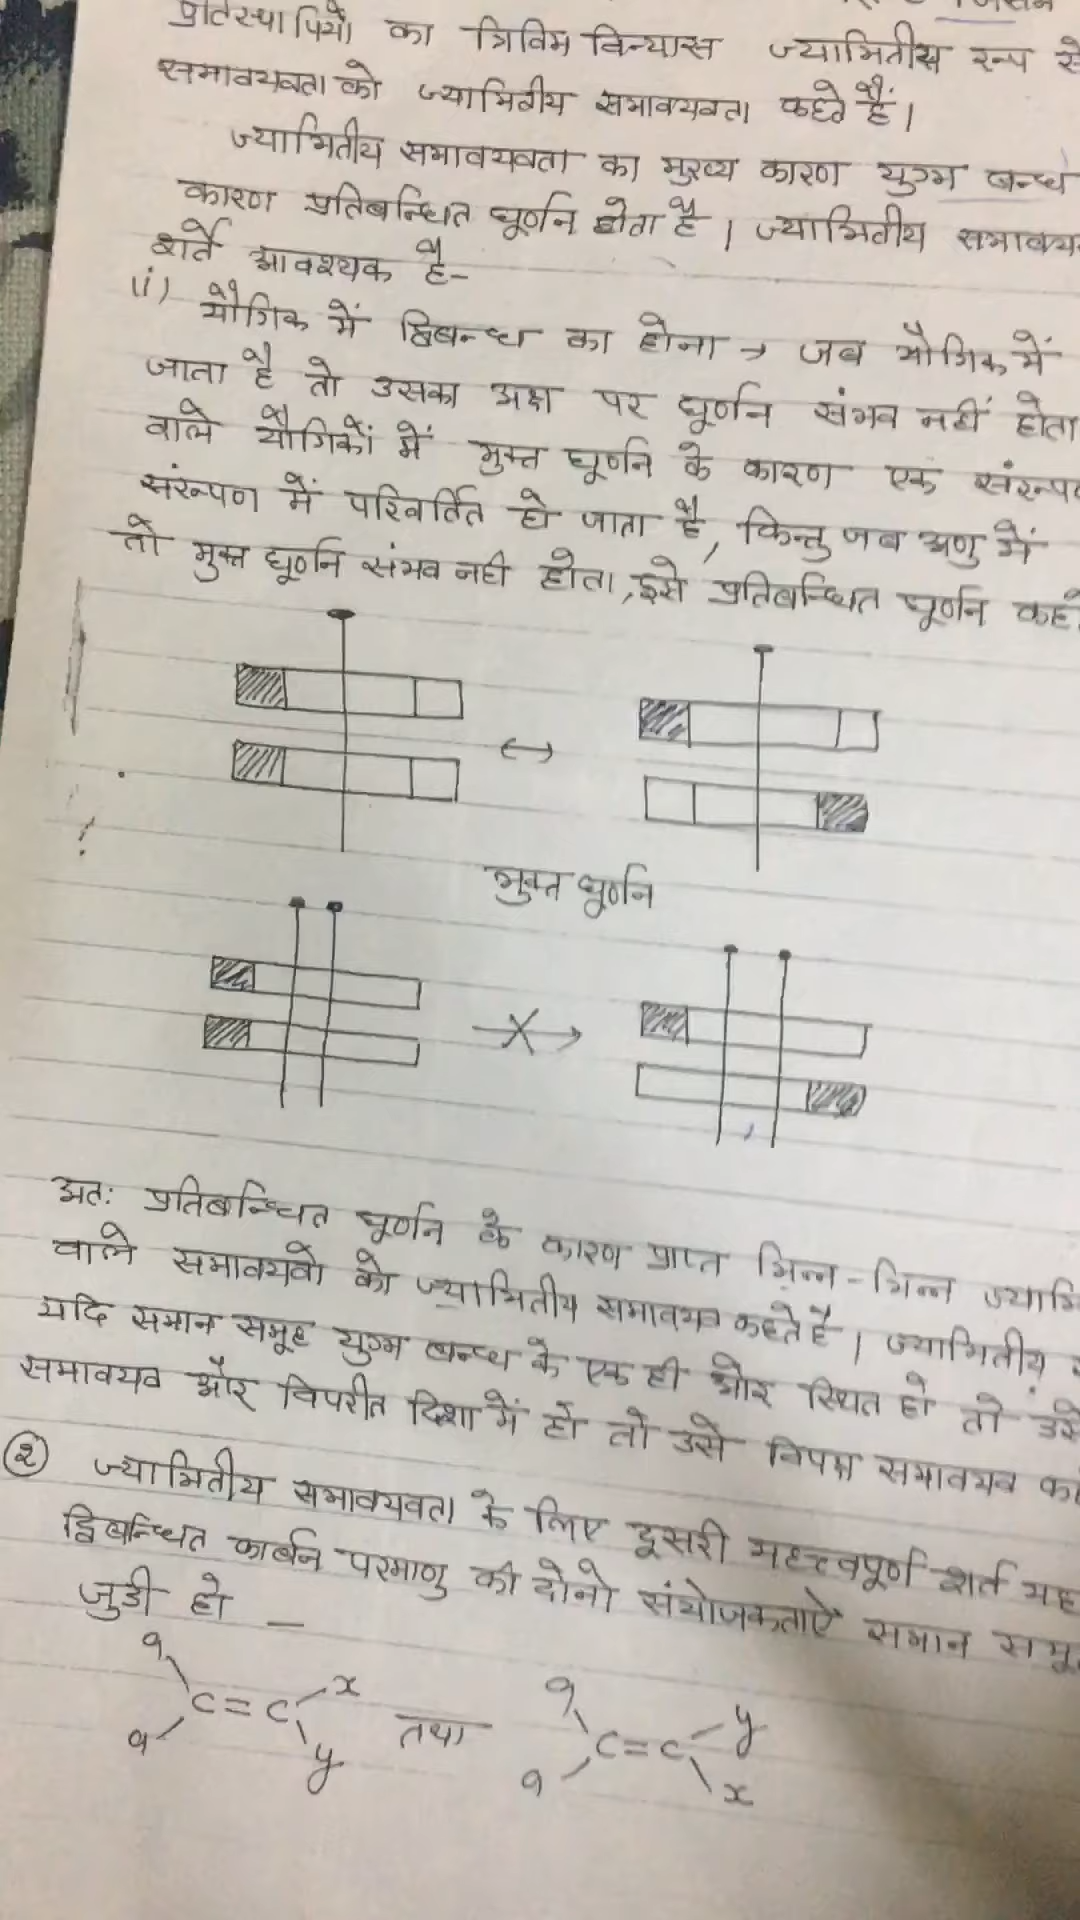 प्रतिस्थापियों का त्रिविम विन्यास ज्यामितीय रूप से
समावयवता को ज्यामितीय समावयवता कहते हैं।
ज्यामितीय समावयवता का मुख्य कारण युग्म बन्ध
कारण प्रतिबन्धित घूर्णन होता है। ज्यामितीय
शर्तें आवश्यक है-
(i) यौगिक में द्विबन्ध का होना → जब यौगिक में
जाता है तो उसका अक्ष पर घूर्णन संभव नहीं होता
वाले यौगिकों में मुक्त घूर्णन के कारण एक
संरूपण में परिवर्तित हो जाता है, किन्तु जब अणु में
तो मुक्त घूर्णन संभव नही होता, इसे प्रतिबन्धित घूर्णन
↔
मुक्त घूर्णन
अतः प्रतिबन्धित घूर्णन के कारण प्राप्त भिन्न-भिन्न
वाले समावयवो को ज्यामितीय समावयव कहते है। ज्यामितीय
यदि समान समूह युग्म बन्ध के एक ही ओर स्थित हो तो उसे
समावयव और विपरीत दिशा में हो तो उसे विपक्ष समावयव
② ज्यामितीय समावयवता के लिए दूसरी महत्त्वपूर्ण शर्त यह
द्विबन्धित कार्बन परमाणु की दोनो संयोजकताऐं समान
जुडी हो —
a a C=C x y तथा a a C=C y x